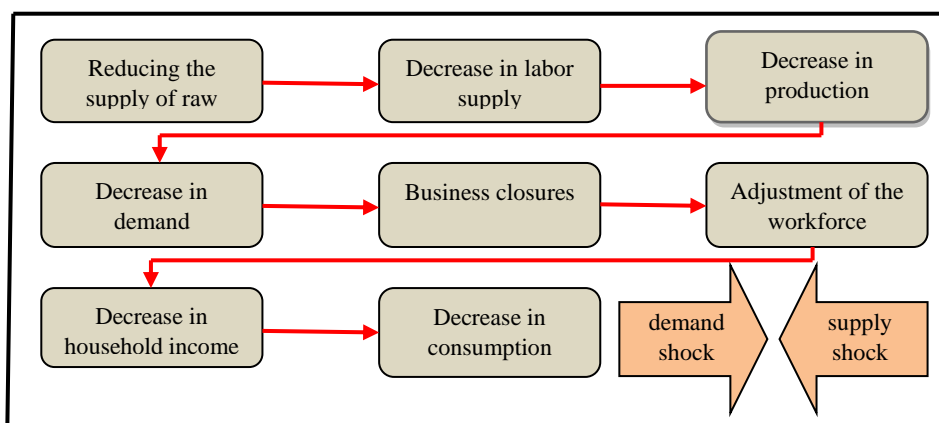 Reducing the
supply of raw
Decrease in labor
supply
Decrease in
production
Decrease in
demand
Business closures
Adjustment of the
workforce
Decrease in
household income
Decrease in
consumption
demand
shock
supply
shock